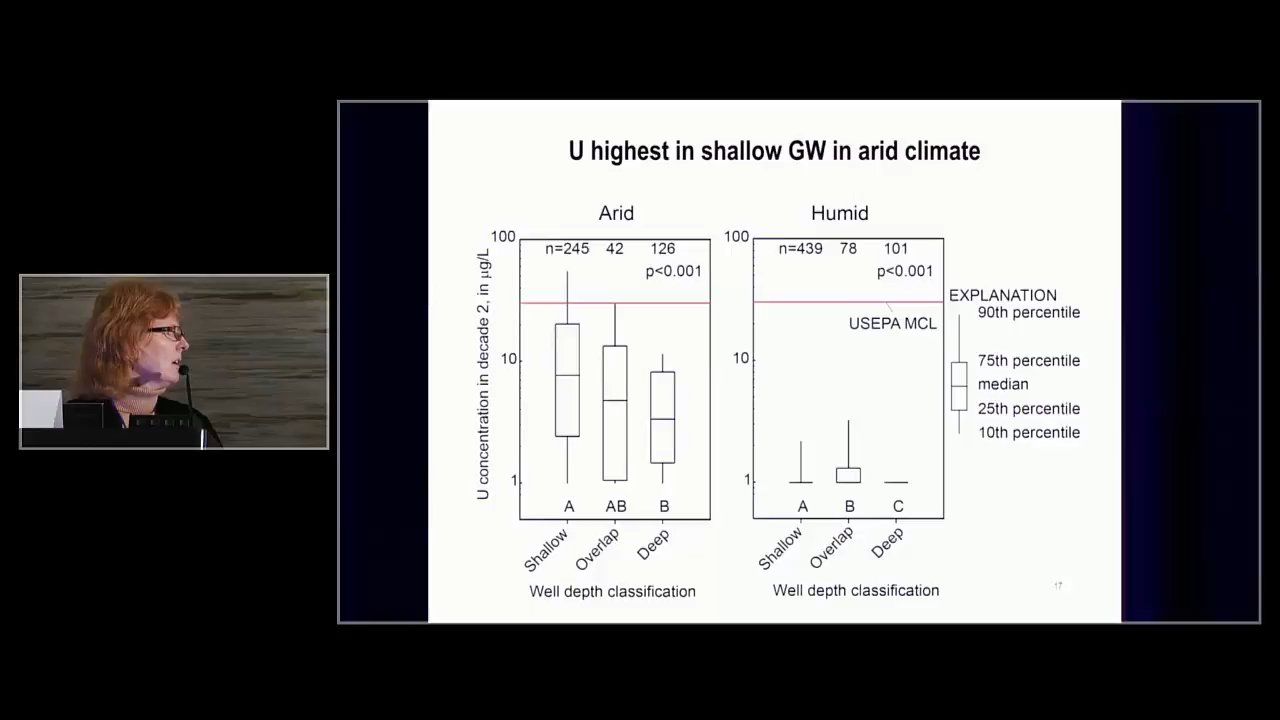 U highest in shallow GW in arid climate
Arid
Humid
U concentration in decade 2, in µg/L
100
n=245 42 126
p<0.001
10
1
A AB B
Shallow
Overlap
Deep
Well depth classification
100
n=439 78 101
p<0.001
USEPA MCL
10
1
A B C
Shallow
Overlap
Deep
Well depth classification
EXPLANATION
90th percentile
75th percentile
median
25th percentile
10th percentile
17